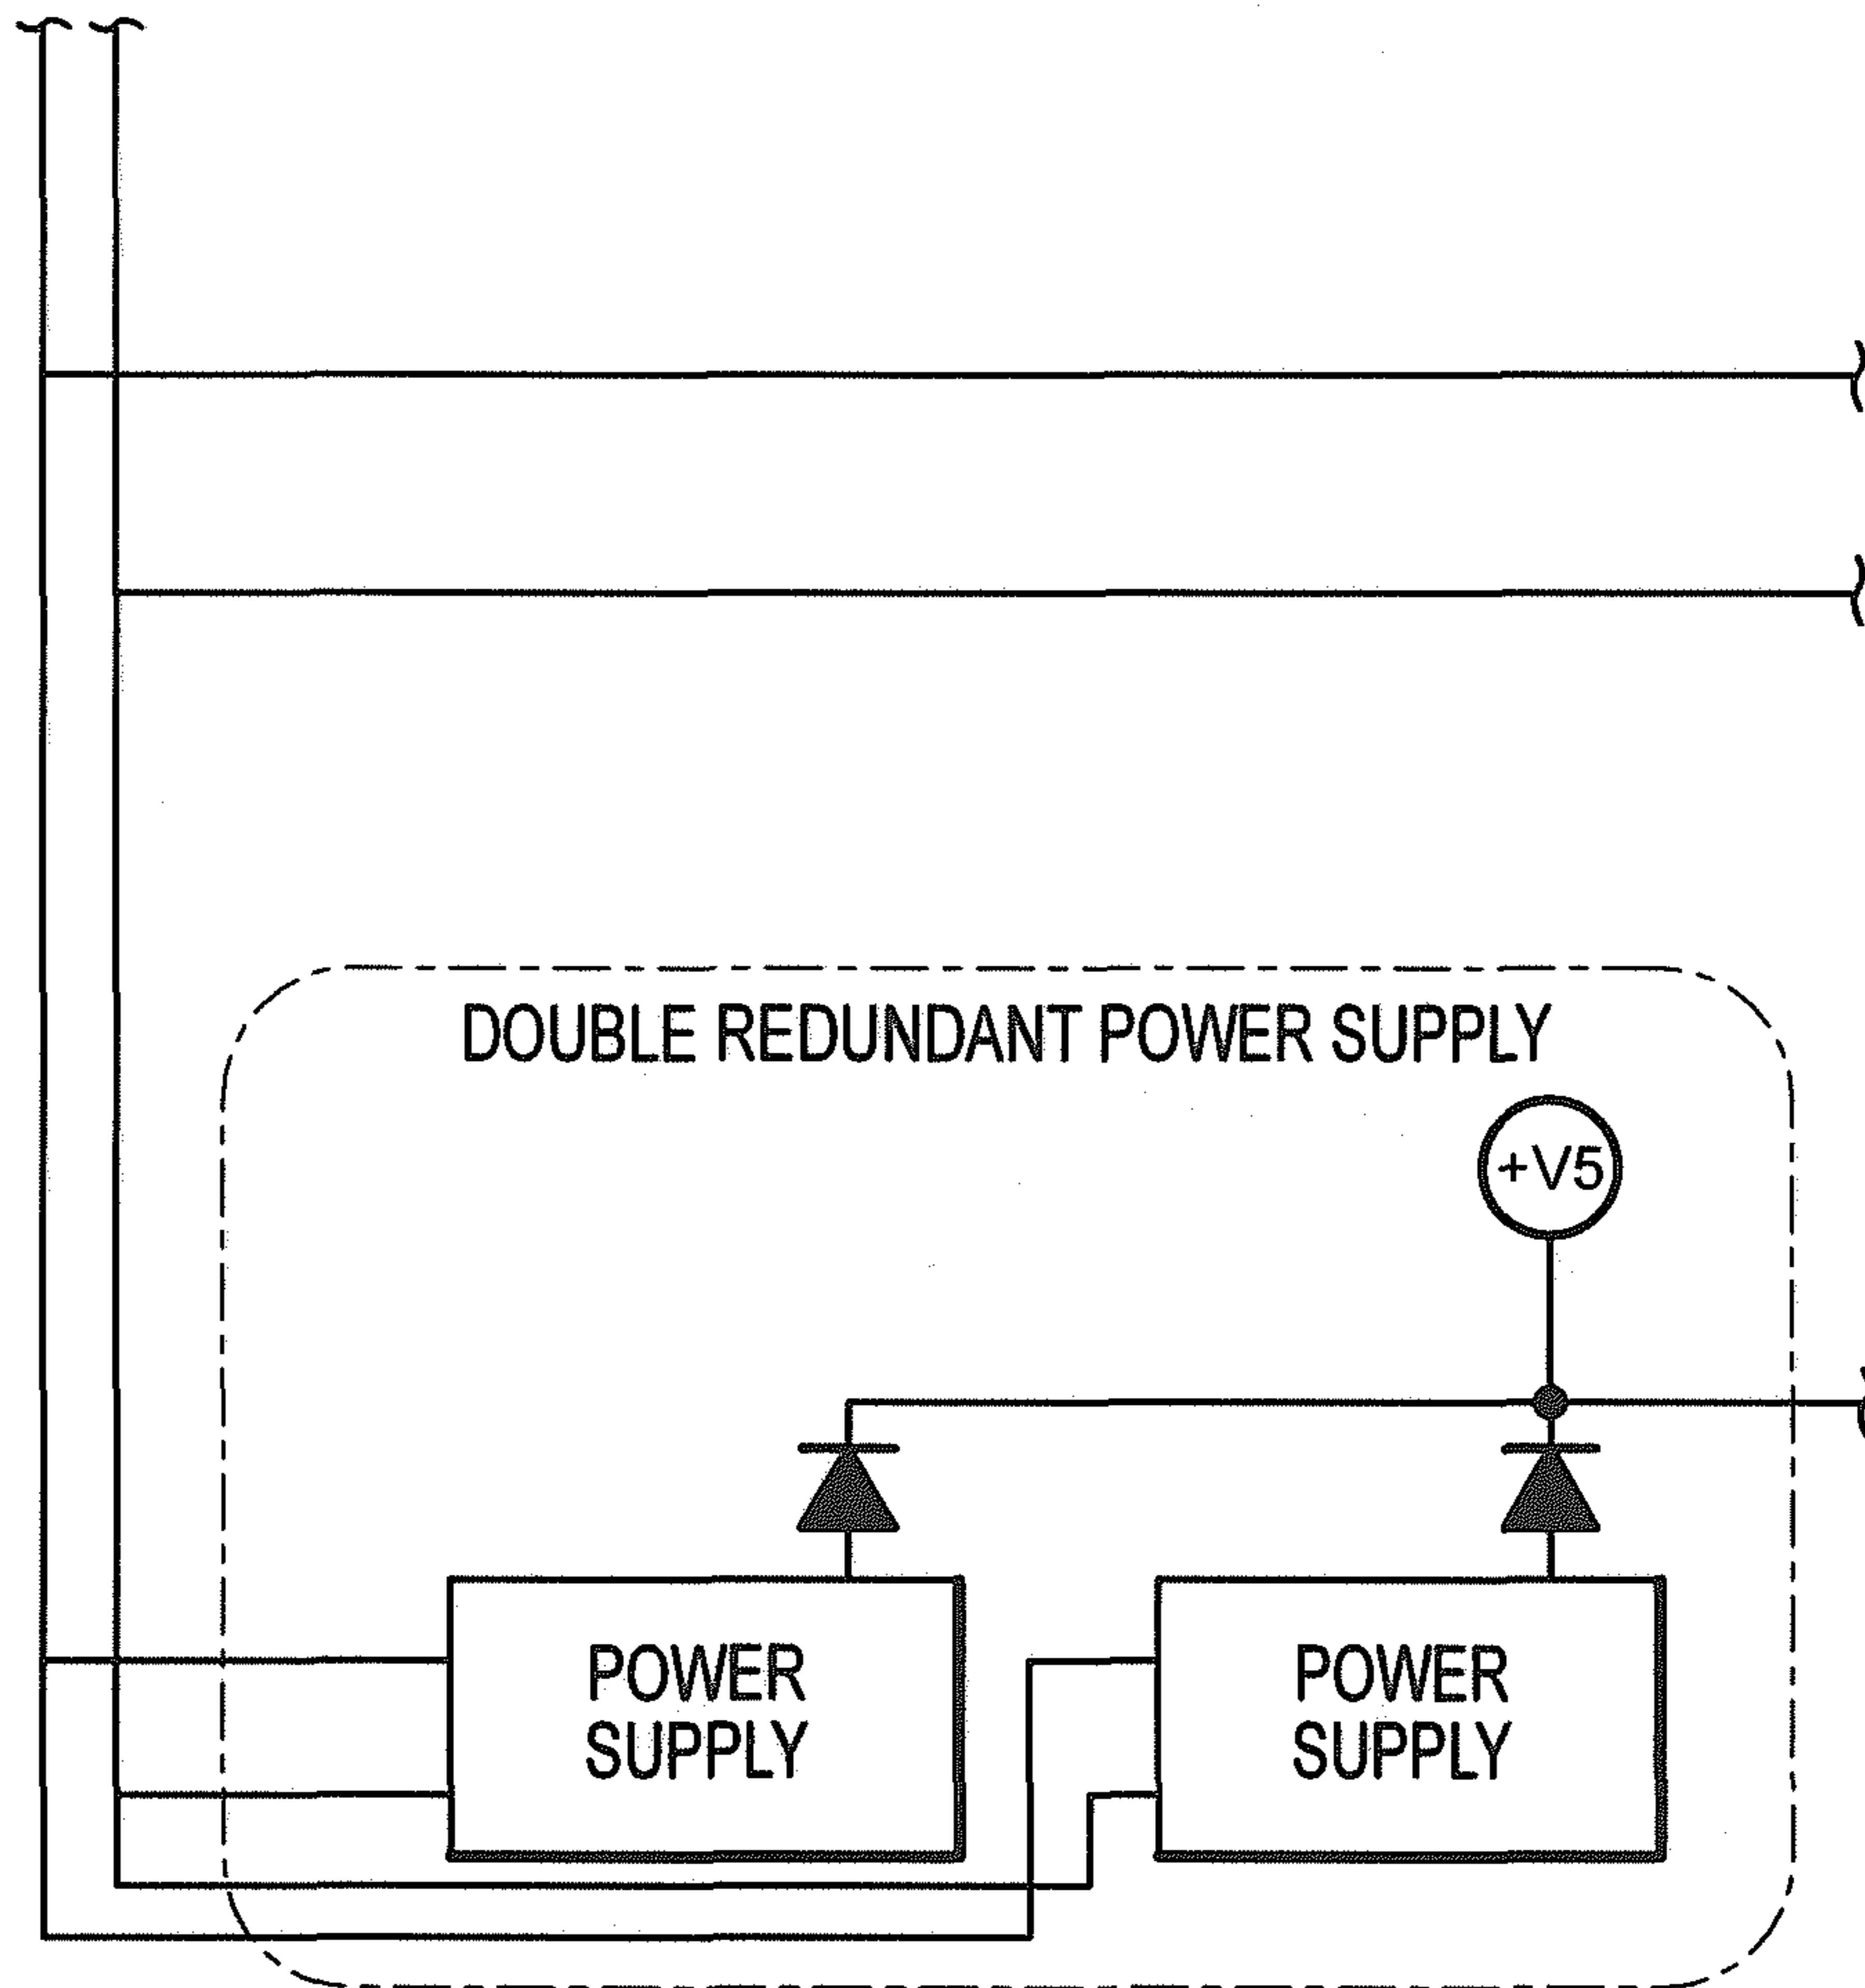 DOUBLE REDUNDANT POWER SUPPLY
+V5
POWER
SUPPLY
POWER
SUPPLY